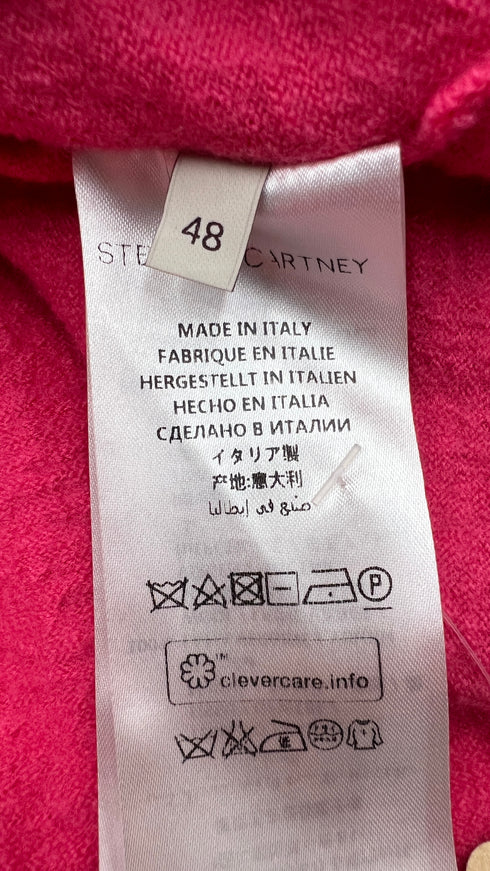 48
STE CARTNEY
MADE IN ITALY
FABRIQUE EN ITALIE
HERGESTELLT IN ITALIEN
HECHO EN ITALIA
СДЕЛАНО В ИТАЛИИ
イタリア製
产地:意大利
صنع في إيطاليا
P
™
clevercare.info